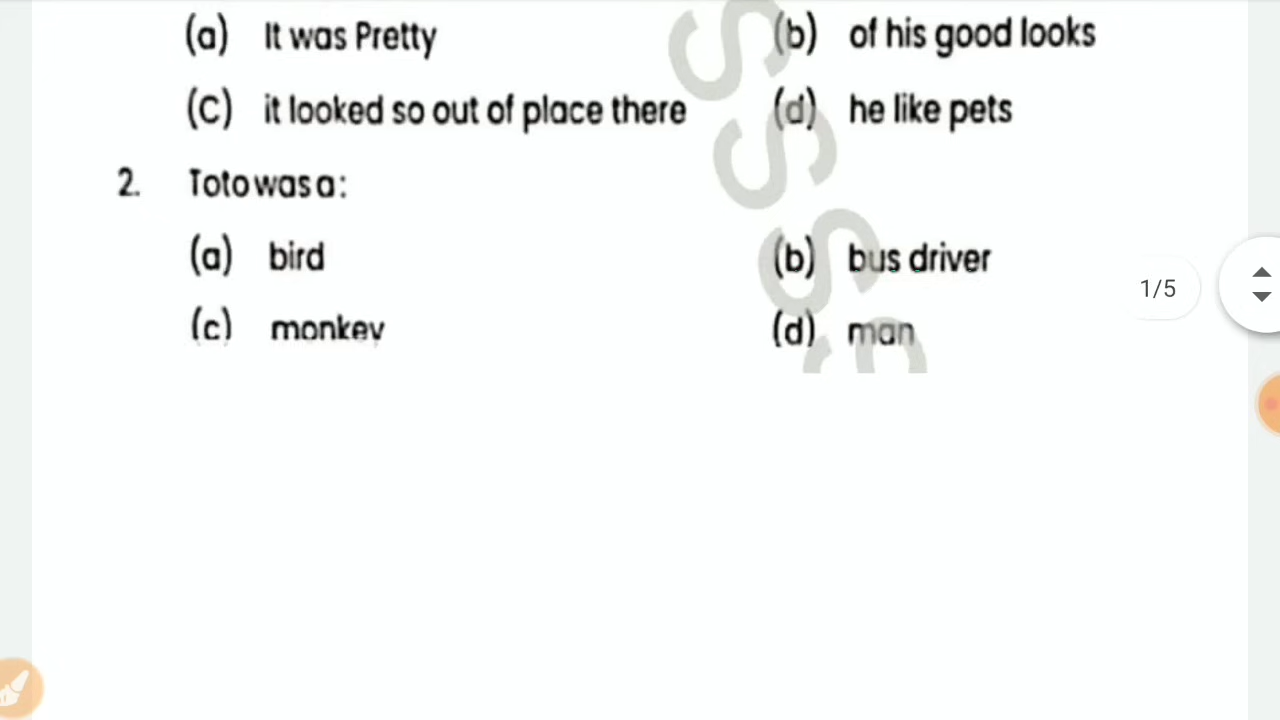 (a) It was Pretty (b) of his good looks
(C) it looked so out of place there (d) he like pets
2. Toto was a :
(a) bird (b) bus driver
(c) monkey (d) man
1/5